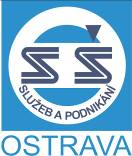 SŠ
SLUŽEB A PODNIKÁNÍ
OSTRAVA